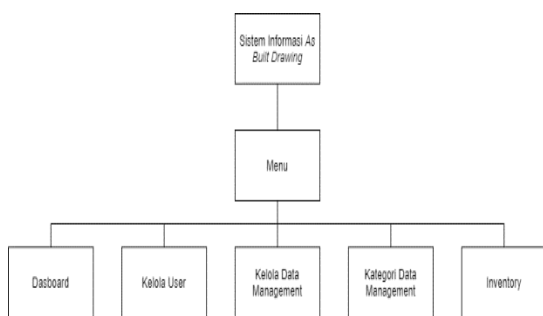 Sistem Informasi As
Built Drawing
Menu
Dasboard
Kelola User
Kelola Data
Management
Kategori Data
Management
Inventory